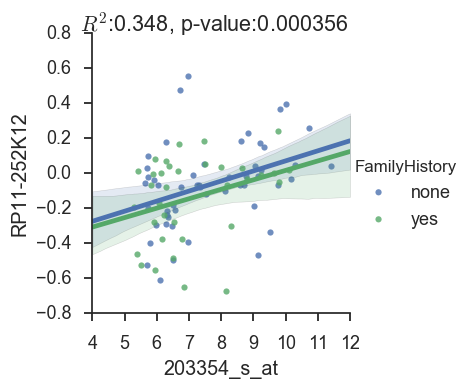 R²:0.348, p-value:0.000356
0.8
0.6
0.4
0.2
0.0
−0.2
−0.4
−0.6
−0.8
RP11-252K12
4 5 6 7 8 9 10 11 12
203354_s_at
FamilyHistory
none
yes